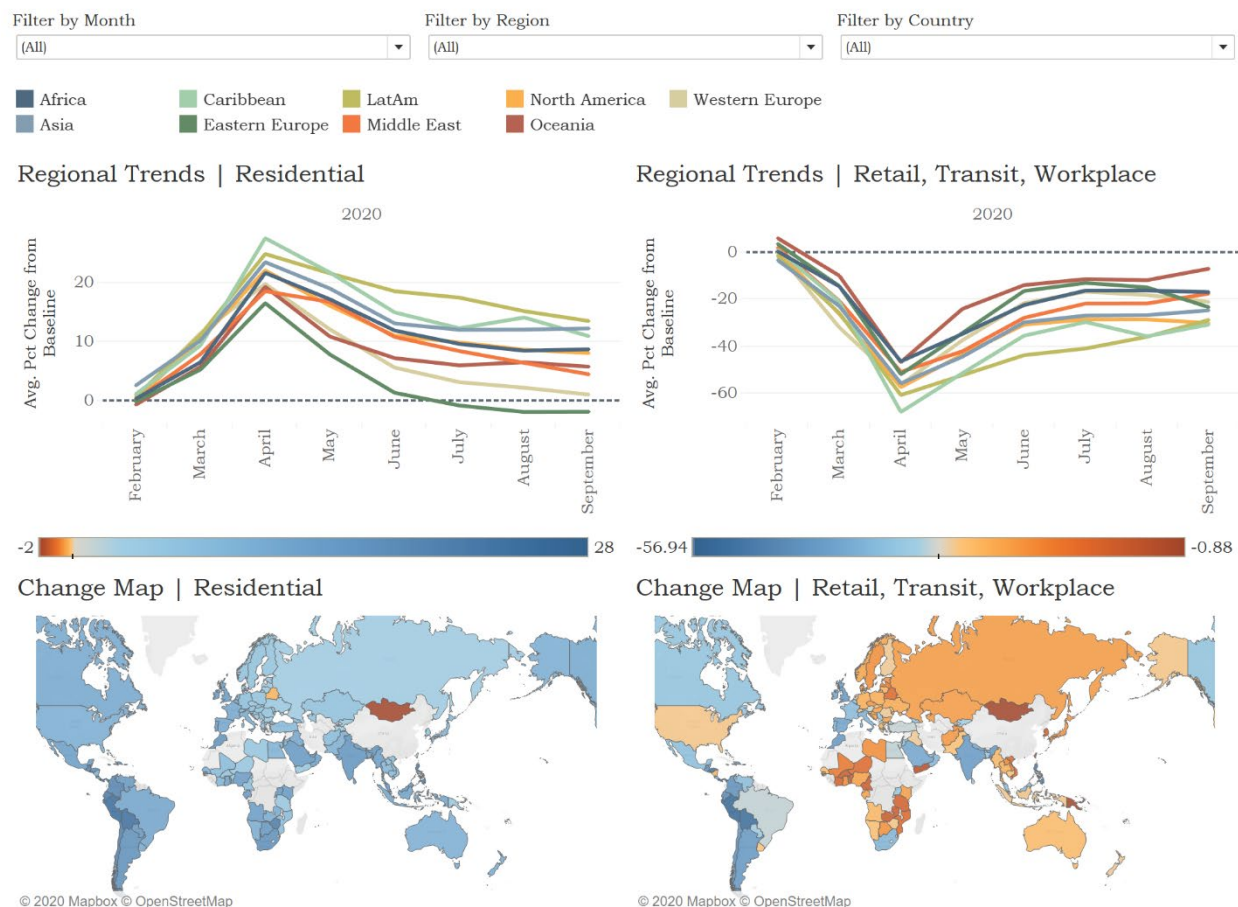 Filter by Month
Filter by Region
Filter by Country
(All)
(All)
(All)
Africa
Caribbean
LatAm
North America
Western Europe
Asia
Eastern Europe
Middle East
Oceania
Regional Trends | Residential
2020
Avg. Pct Change from
Baseline
20
10
0
February
March
April
May
June
July
August
September
Regional Trends | Retail, Transit, Workplace
2020
Avg. Pct Change from
Baseline
0
-20
-40
-60
February
March
April
May
June
July
August
September
-2
28
-56.94
-0.88
Change Map | Residential
© 2020 Mapbox © OpenStreetMap
Change Map | Retail, Transit, Workplace
© 2020 Mapbox © OpenStreetMap